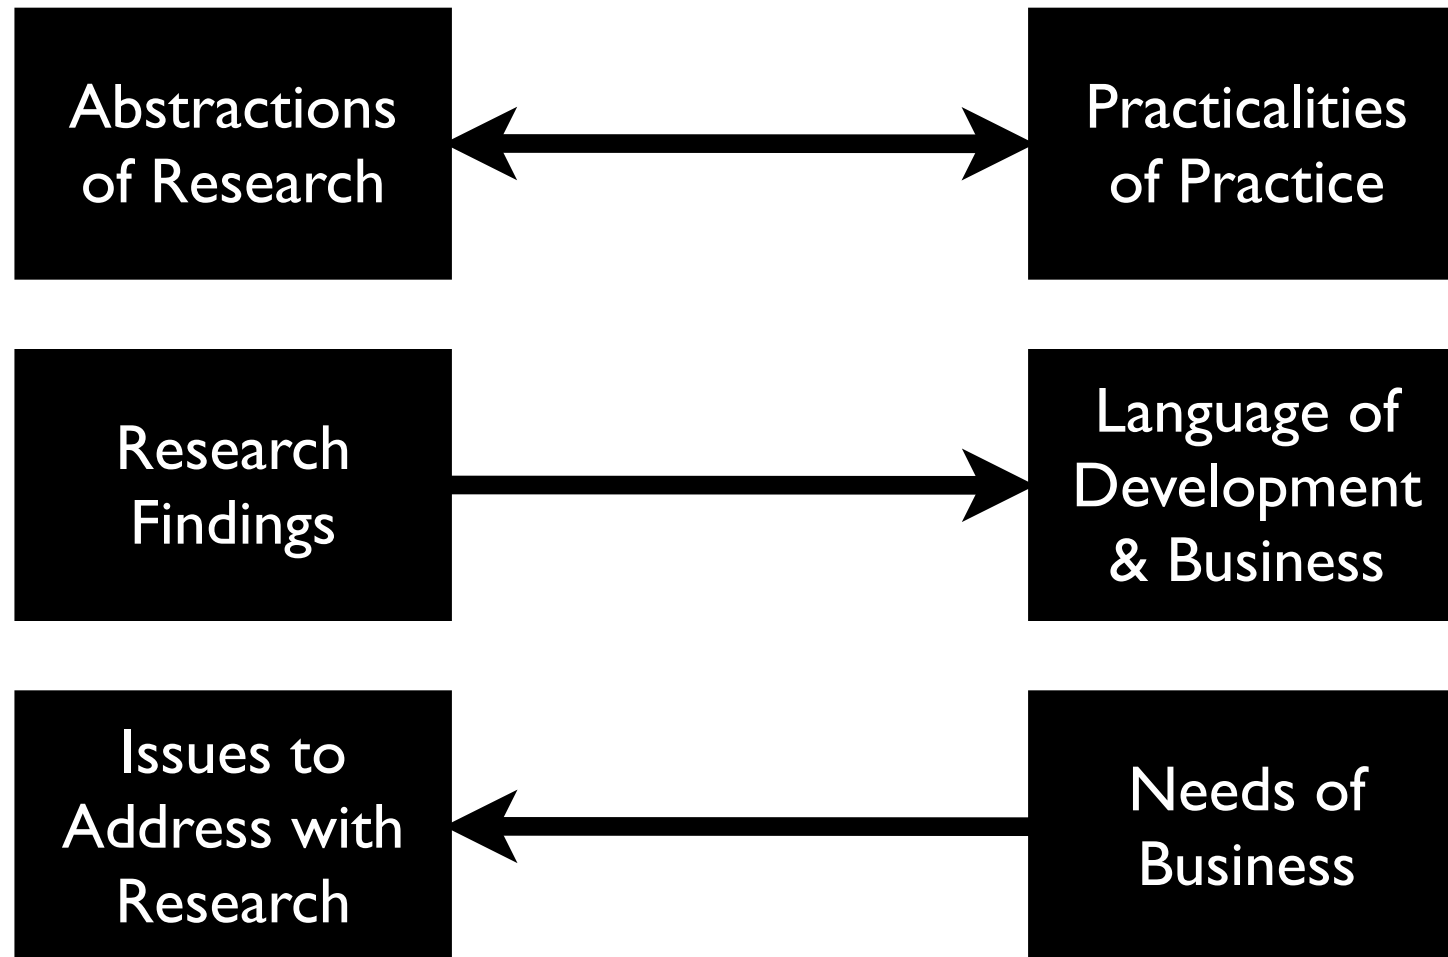 Abstractions
of Research
Practicalities
of Practice
Research
Findings
Language of
Development
& Business
Issues to
Address with
Research
Needs of
Business